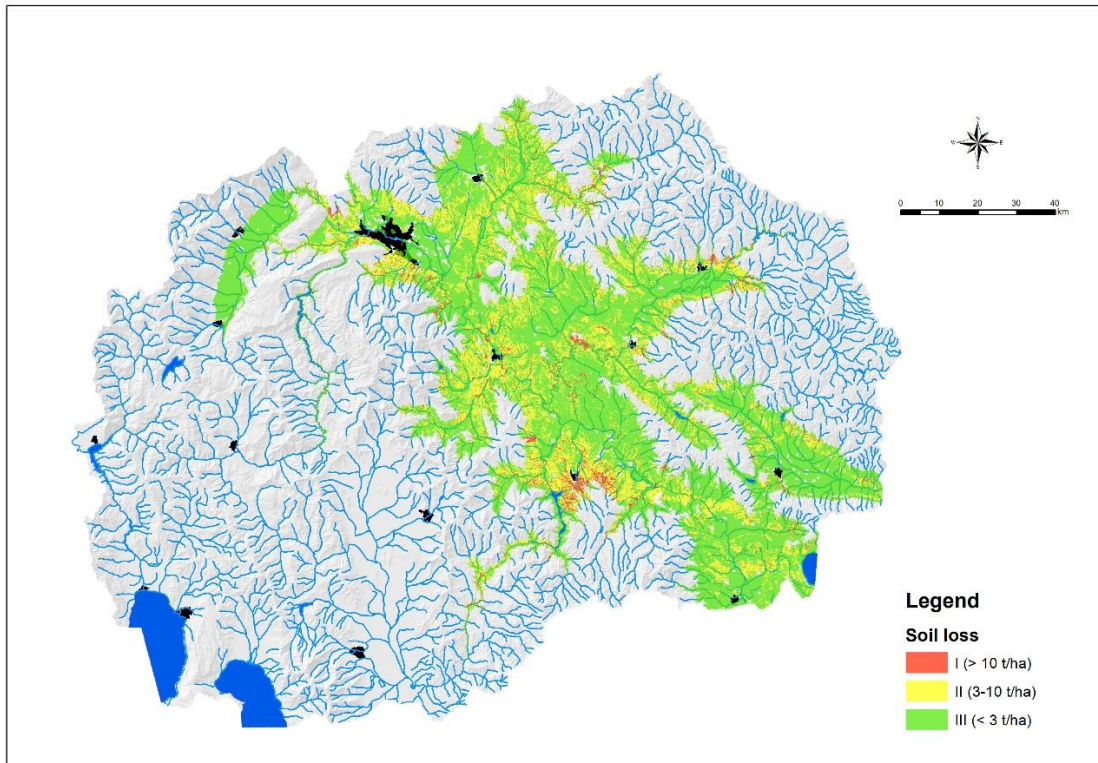 N
W
E
S
0 10 20 30 40
km
Legend
Soil loss
I (> 10 t/ha)
II (3-10 t/ha)
III (< 3 t/ha)